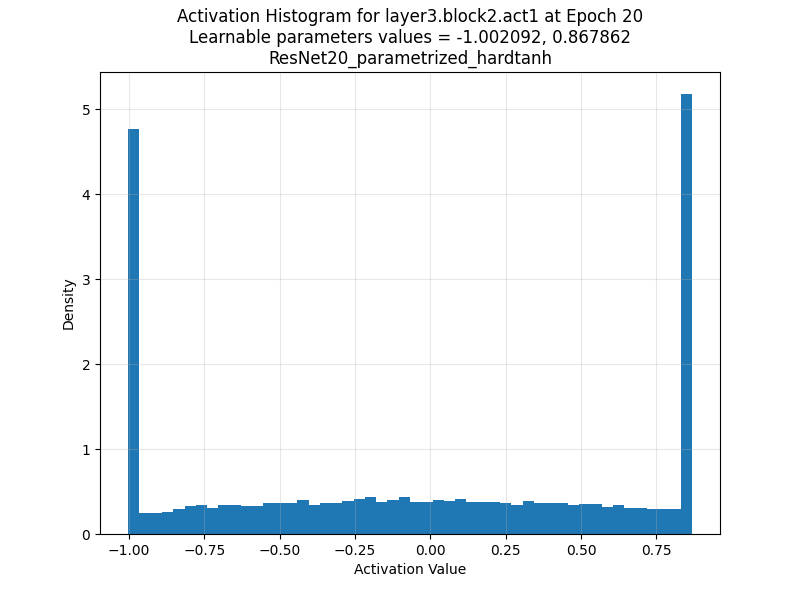 Activation Histogram for layer3.block2.act1 at Epoch 20
Learnable parameters values = -1.002092, 0.867862
ResNet20_parametrized_hardtanh
5
4
3
2
1
0
Density
−1.00 −0.75 −0.50 −0.25 0.00 0.25 0.50 0.75
Activation Value